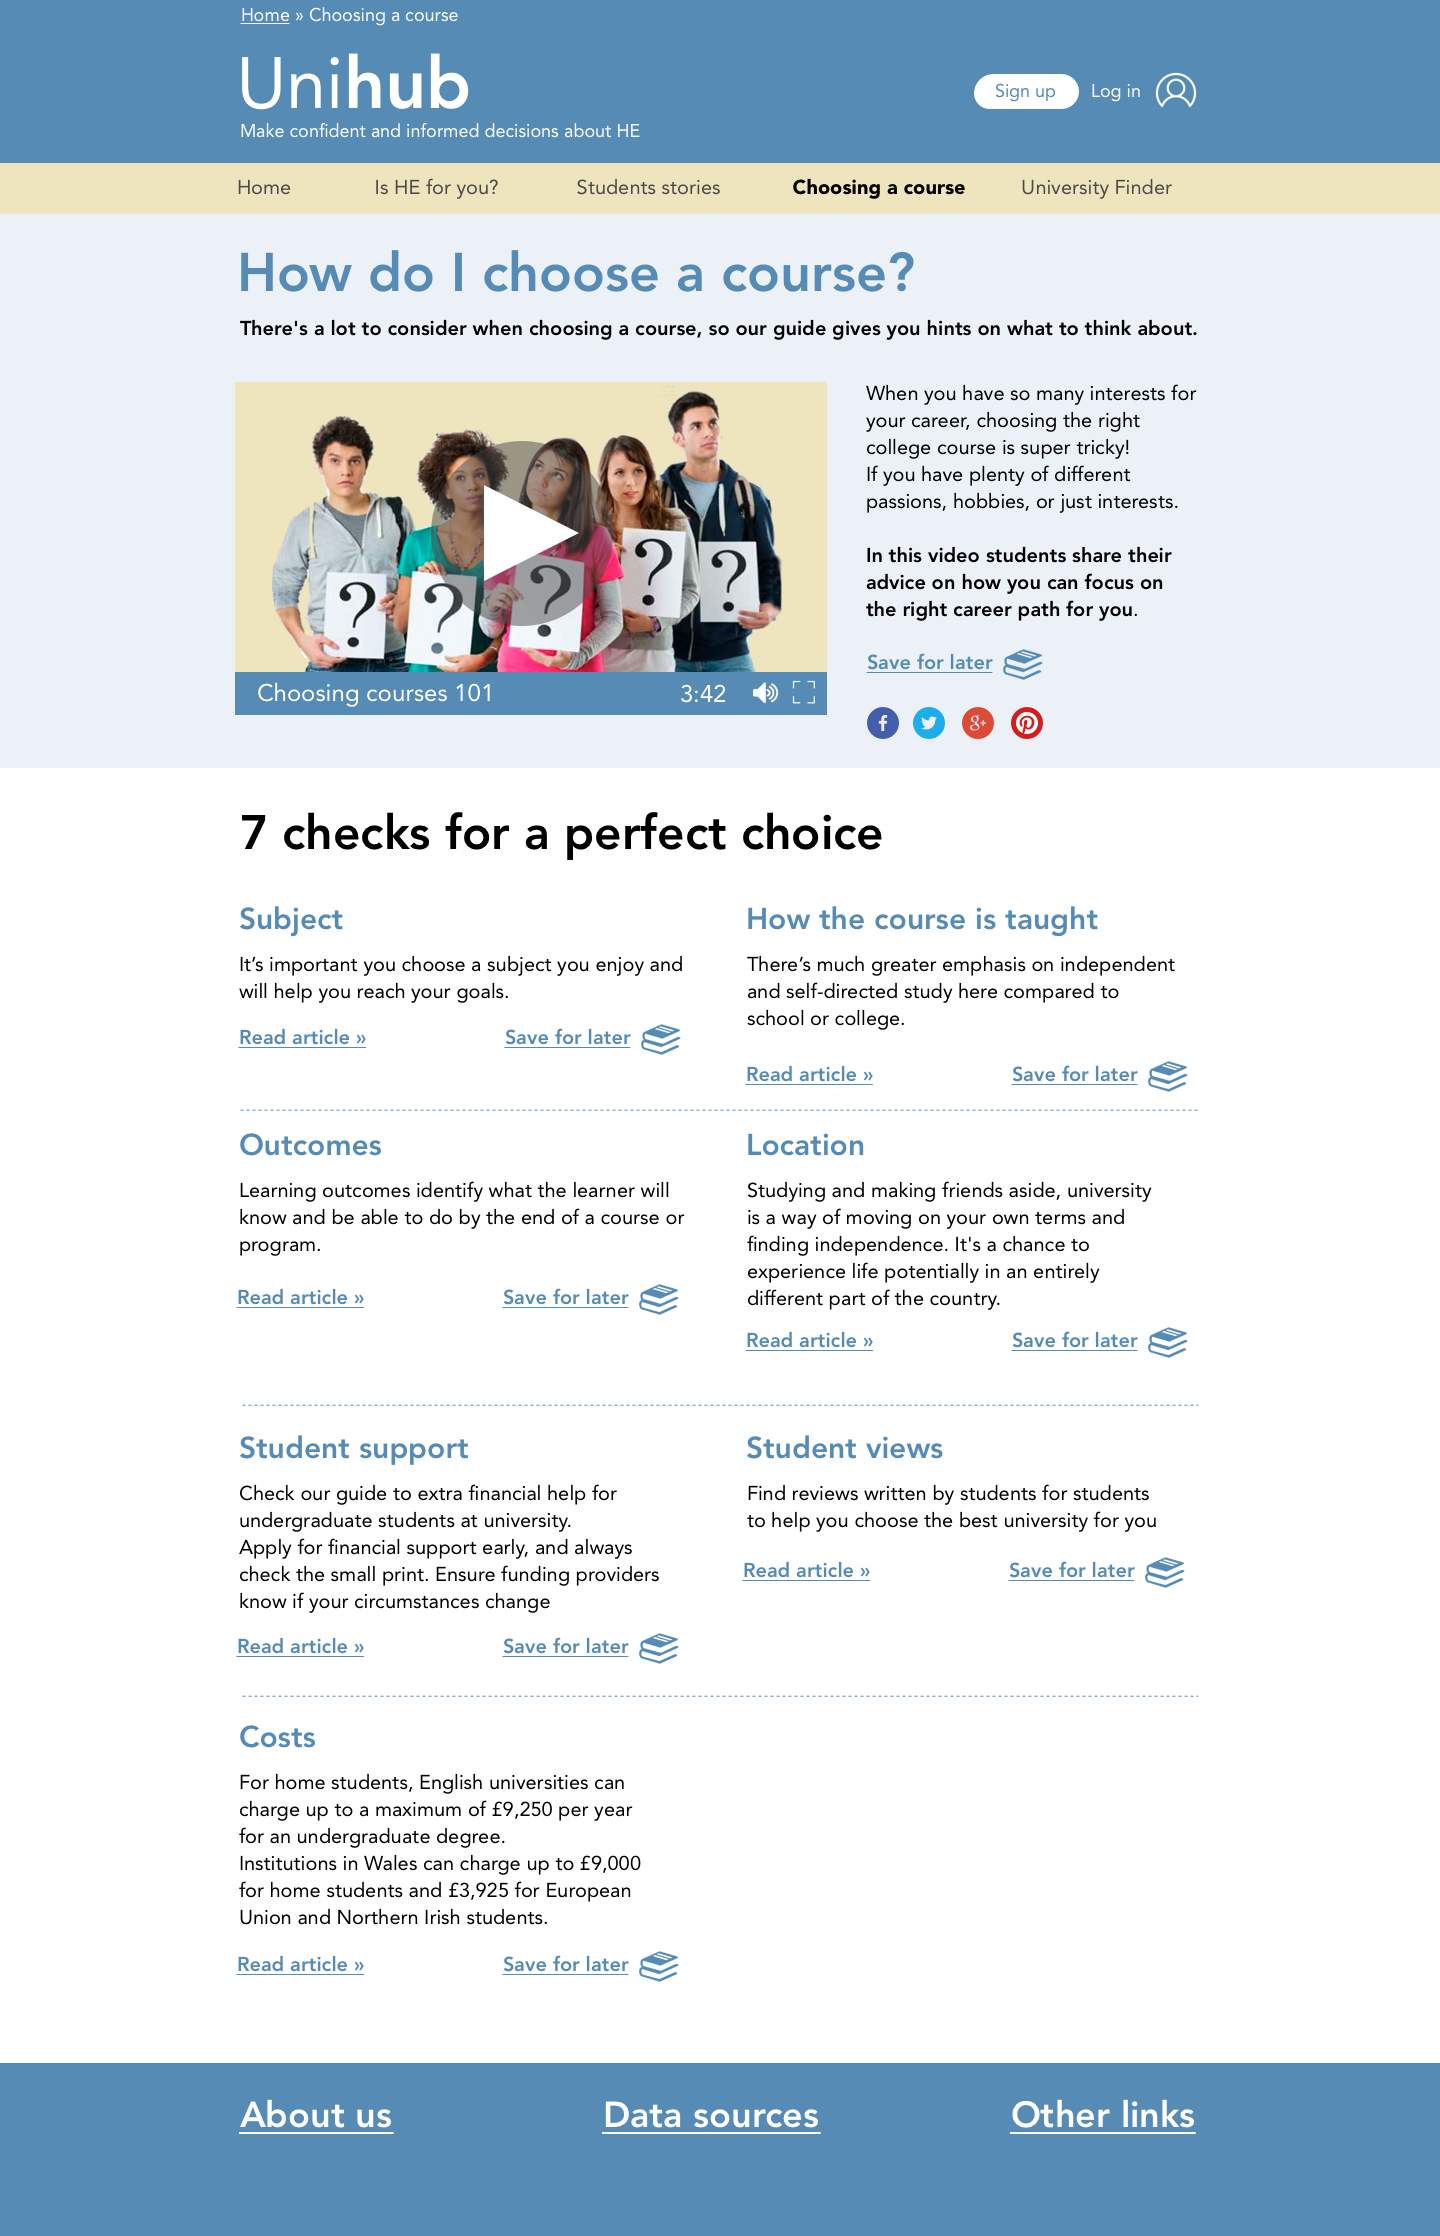 Home » Choosing a course
Unihub
Sign up Log in
Make confident and informed decisions about HE
Home Is HE for you? Students stories Choosing a course University Finder
How do I choose a course?
There's a lot to consider when choosing a course, so our guide gives you hints on what to think about.
? ? ? ? ?
Choosing courses 101 3:42
When you have so many interests for
your career, choosing the right
college course is super tricky!
If you have plenty of different
passions, hobbies, or just interests.
In this video students share their
advice on how you can focus on
the right career path for you.
Save for later
f g+
7 checks for a perfect choice
Subject
It’s important you choose a subject you enjoy and
will help you reach your goals.
Read article » Save for later
How the course is taught
There’s much greater emphasis on independent
and self-directed study here compared to
school or college.
Read article » Save for later
Outcomes
Learning outcomes identify what the learner will
know and be able to do by the end of a course or
program.
Read article » Save for later
Location
Studying and making friends aside, university
is a way of moving on your own terms and
finding independence. It's a chance to
experience life potentially in an entirely
different part of the country.
Read article » Save for later
Student support
Check our guide to extra financial help for
undergraduate students at university.
Apply for financial support early, and always
check the small print. Ensure funding providers
know if your circumstances change
Read article » Save for later
Student views
Find reviews written by students for students
to help you choose the best university for you
Read article » Save for later
Costs
For home students, English universities can
charge up to a maximum of £9,250 per year
for an undergraduate degree.
Institutions in Wales can charge up to £9,000
for home students and £3,925 for European
Union and Northern Irish students.
Read article » Save for later
About us Data sources Other links